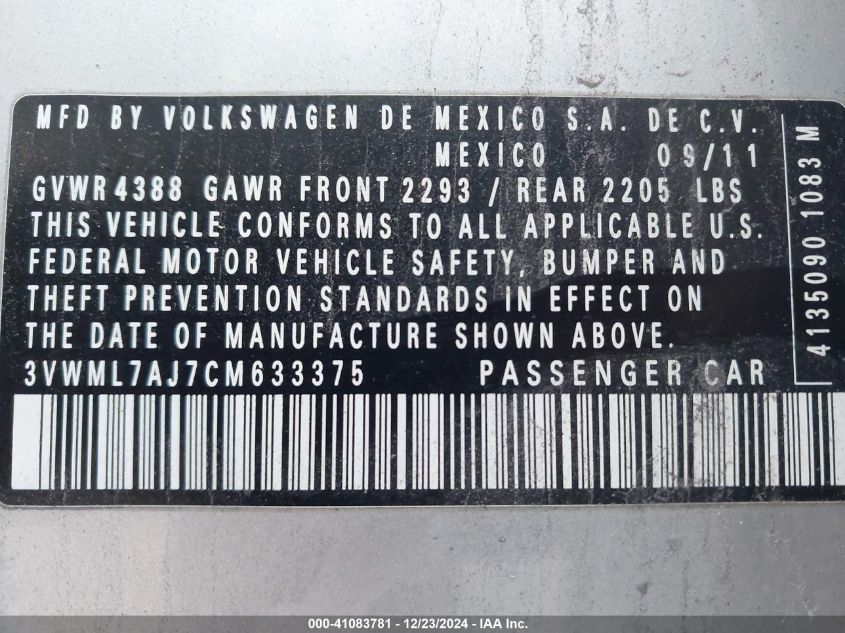 MFD BY VOLKSWAGEN DE MEXICO S.A. DE C.V.
MEXICO 09/11
GVWR 4388 GAWR FRONT 2293 / REAR 2205 LBS
THIS VEHICLE CONFORMS TO ALL APPLICABLE U.S.
FEDERAL MOTOR VEHICLE SAFETY, BUMPER AND
THEFT PREVENTION STANDARDS IN EFFECT ON
THE DATE OF MANUFACTURE SHOWN ABOVE.
3VWML7AJ7CM633375 PASSENGER CAR
4135090 1083 M
000-41083781 - 12/23/2024 - IAA Inc.